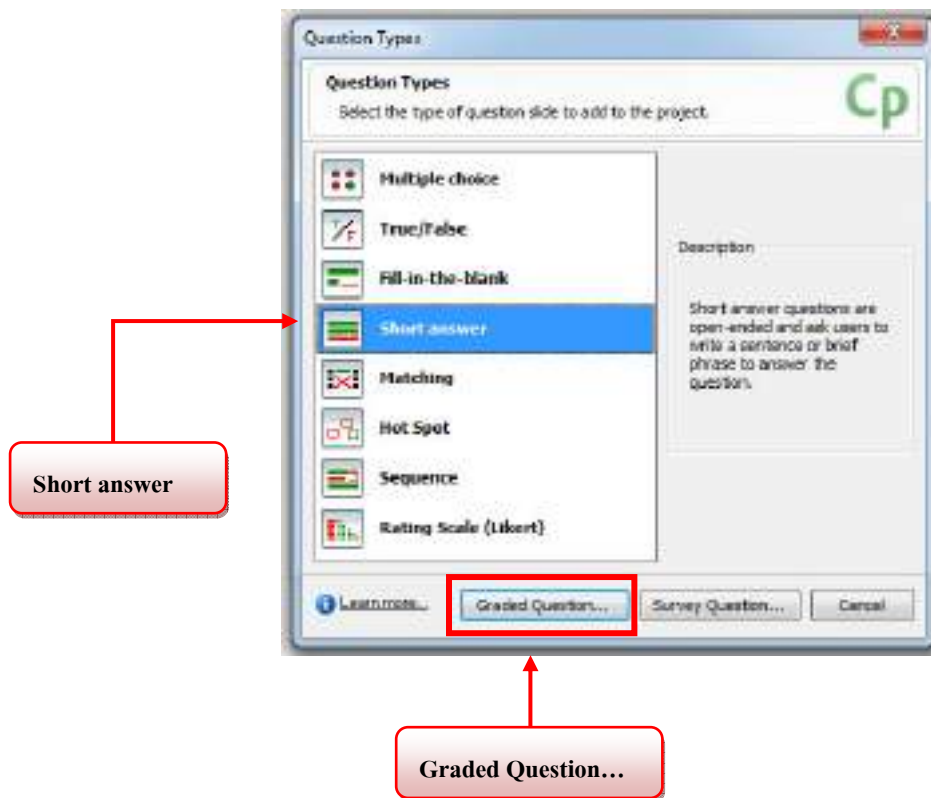 Question Types
Question Types
Select the type of question slide to add to the project.
Cp
Multiple choice
True/False
Fill-in-the-blank
Short answer
Matching
Hot Spot
Sequence
Rating Scale (Likert)
Description
Short answer questions are
open-ended and ask users to
write a sentence or brief
phrase to answer the
question.
Learn more...
Graded Question...
Survey Question...
Cancel
Short answer
Graded Question…